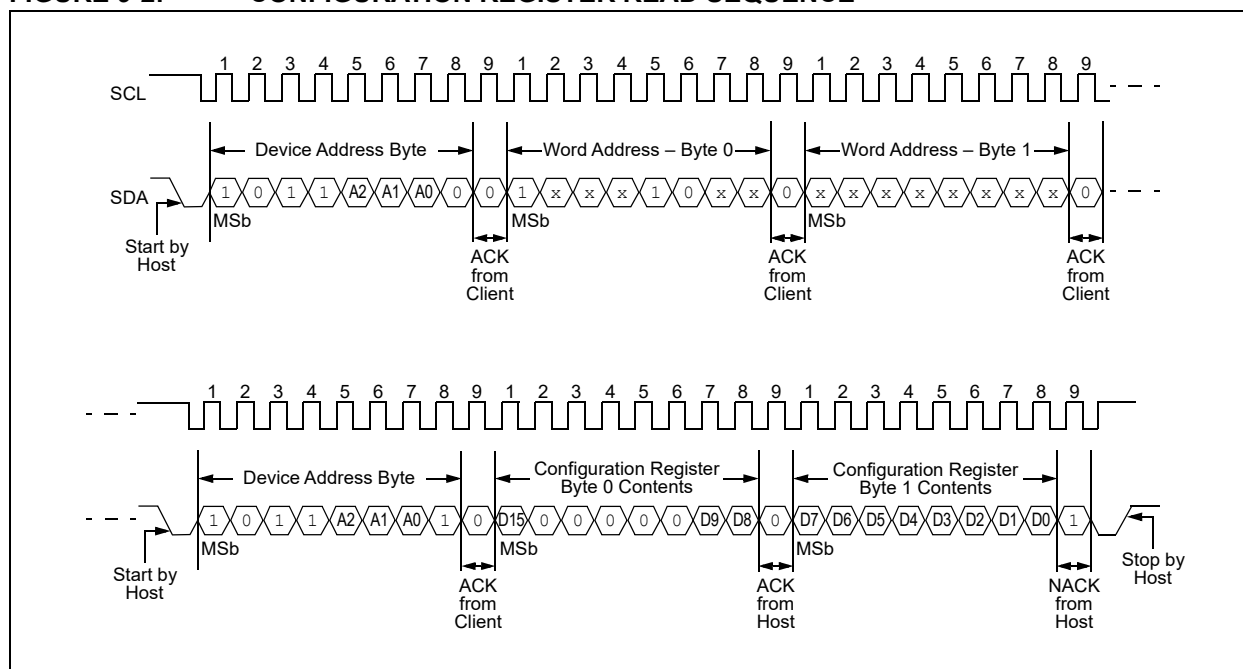 1 2 3 4 5 6 7 8 9 1 2 3 4 5 6 7 8 9 1 2 3 4 5 6 7 8 9
SCL
Device Address Byte Word Address – Byte 0 Word Address – Byte 1
SDA 1 0 1 1 A2 A1 A0 0 0 1 x x x 1 0 x x 0 x x x x x x x x 0
MSb MSb MSb
Start by Host
ACK from Client
ACK from Client
ACK from Client
1 2 3 4 5 6 7 8 9 1 2 3 4 5 6 7 8 9 1 2 3 4 5 6 7 8 9
Device Address Byte
Configuration Register
Byte 0 Contents
Configuration Register
Byte 1 Contents
1 0 1 1 A2 A1 A0 1 0 D15 0 0 0 0 0 D9 D8 0 D7 D6 D5 D4 D3 D2 D1 D0 1
MSb MSb MSb
Start by Host
ACK from Client
ACK from Host
NACK from Host
Stop by Host